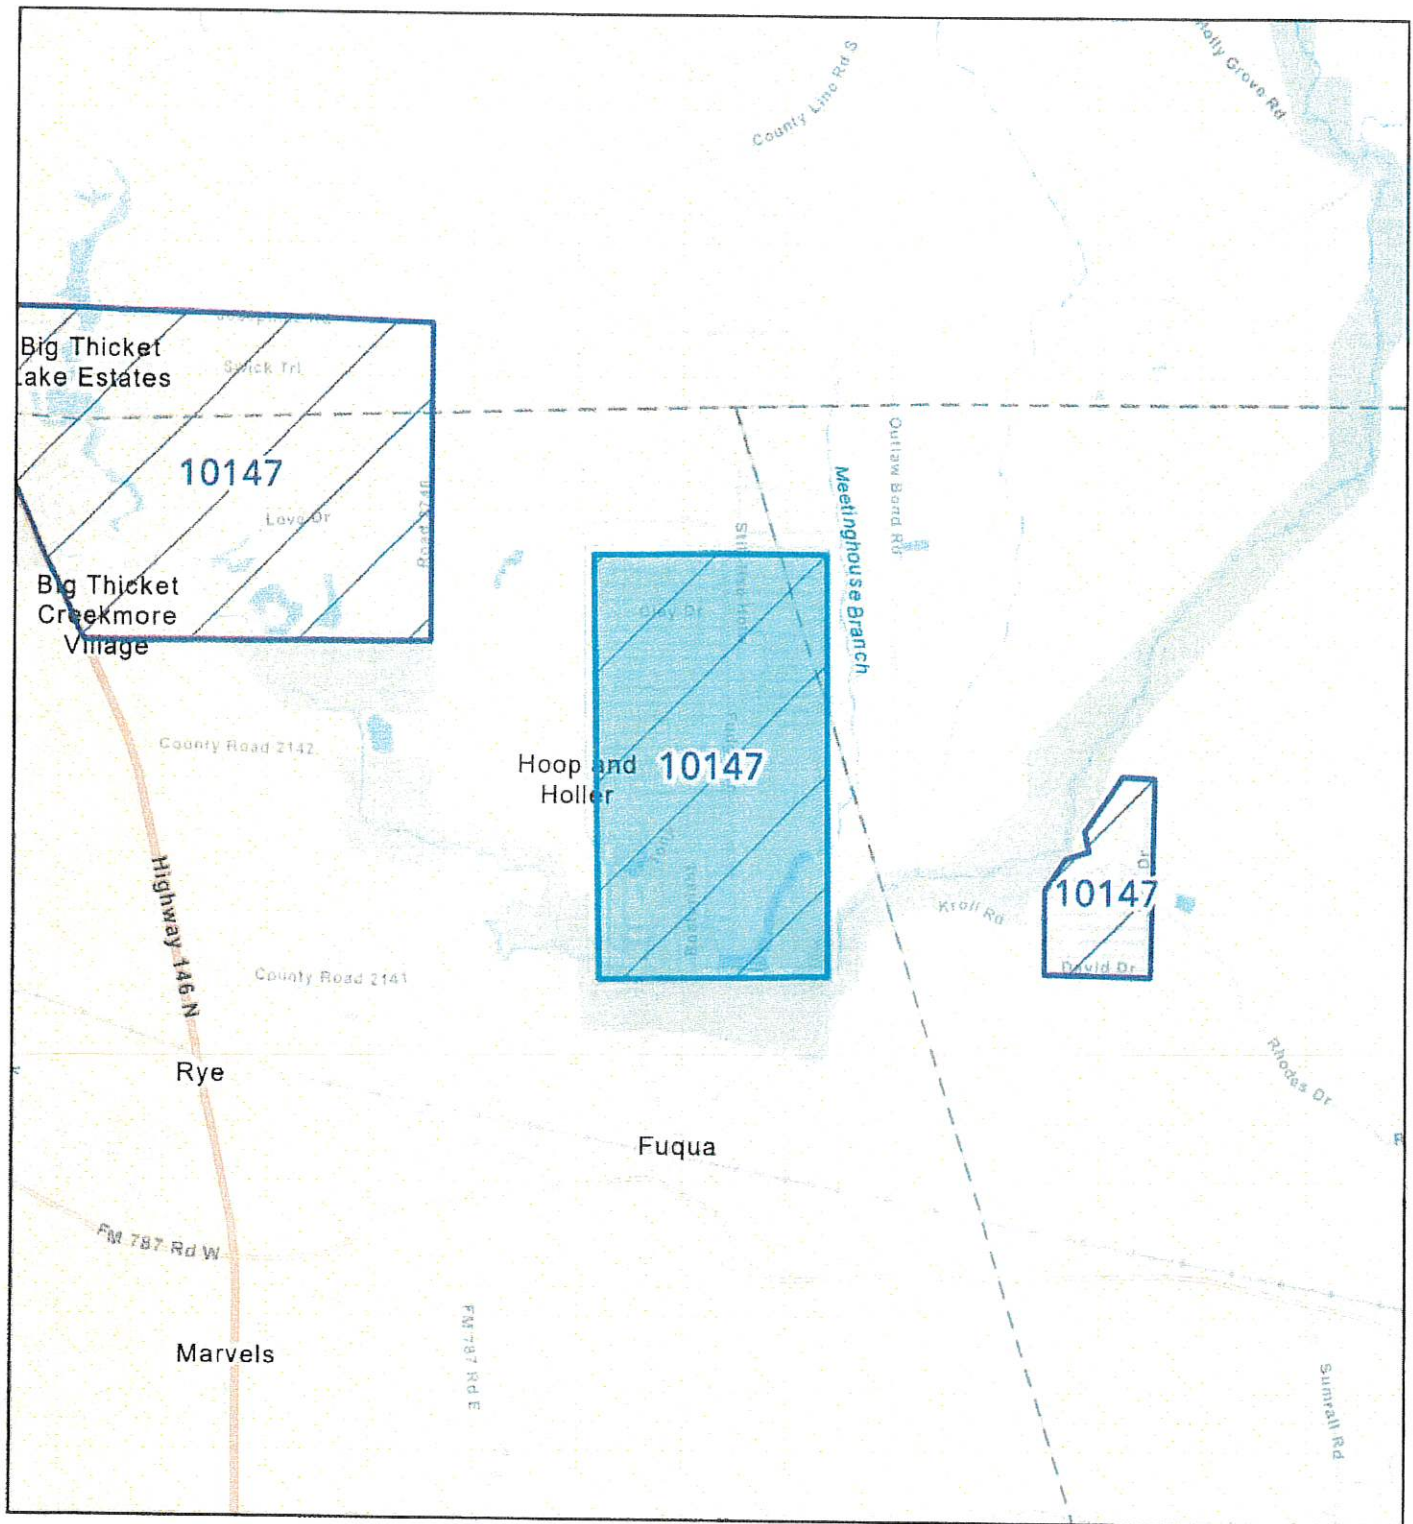 County Line Rd S
Holly Grove Rd
Big Thicket
Lake Estates
Swick Trl
10147
Love Dr
Big Thicket
Creekmore
Village
Outlaw Bend Rd
Meetinghouse Branch
County Road 2142
Hoop and
Holler
10147
10147
Dr
Kroll Rd
David Dr
Highway 146 N
County Road 2141
Rye
Rhodes Dr
Fuqua
FM 787 Rd W
Marvels
FM 787 Rd E
Sumrall Rd